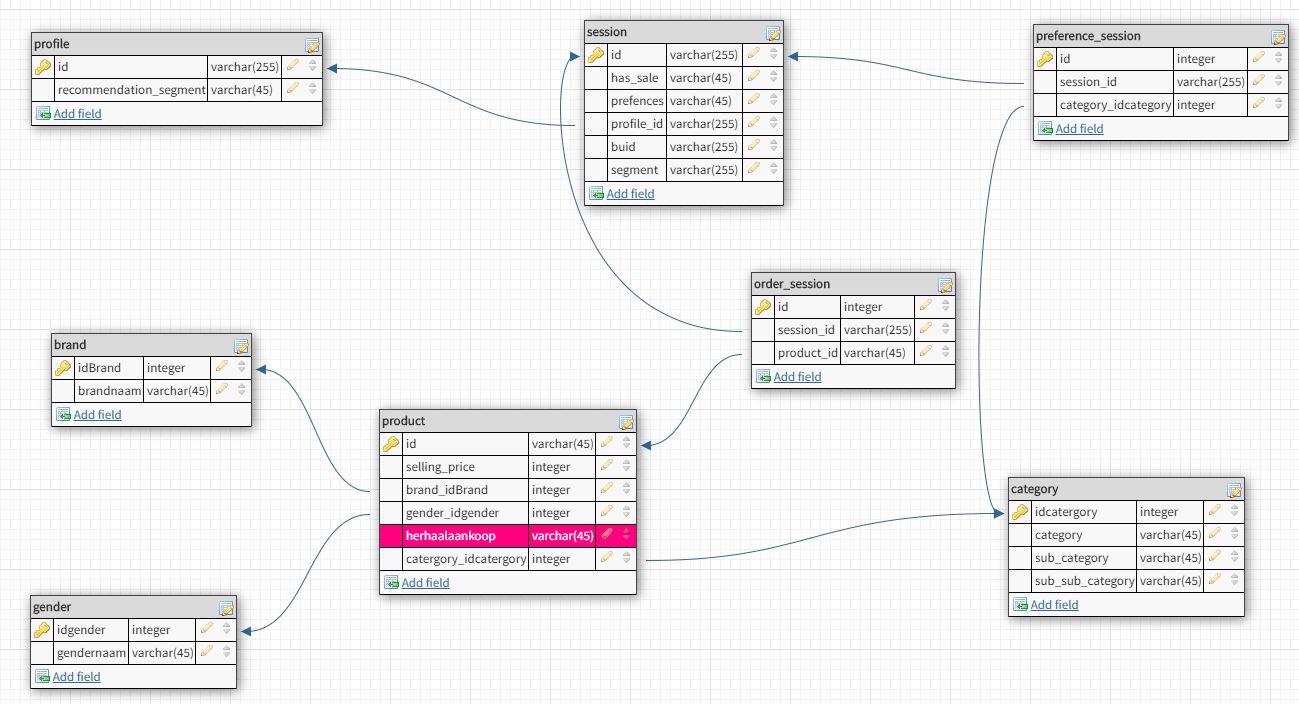 profile
id varchar(255)
recommendation_segment varchar(45)
Add field
session
id varchar(255)
has_sale varchar(45)
prefences varchar(45)
profile_id varchar(255)
buid varchar(255)
segment varchar(255)
Add field
preference_session
id integer
session_id varchar(255)
category_idcategory integer
Add field
order_session
id integer
session_id varchar(255)
product_id varchar(45)
Add field
brand
idBrand integer
brandnaam varchar(45)
Add field
product
id varchar(45)
selling_price integer
brand_idBrand integer
gender_idgender integer
herhaalaankoop varchar(45)
catergory_idcatergory integer
Add field
category
idcatergory integer
category varchar(45)
sub_category varchar(45)
sub_sub_category varchar(45)
Add field
gender
idgender integer
gendernaam varchar(45)
Add field